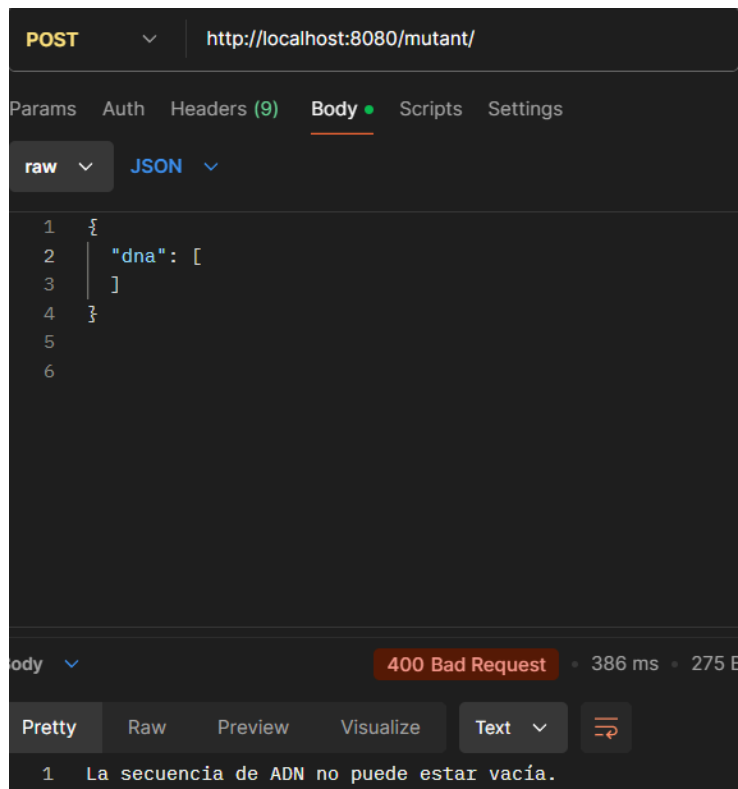 POST http://localhost:8080/mutant/
Params Auth Headers (9) Body Scripts Settings
raw JSON
1 {
2 "dna": [
3 ]
4 }
5
6
ody 400 Bad Request 386 ms 275 B
Pretty Raw Preview Visualize Text
1 La secuencia de ADN no puede estar vacía.